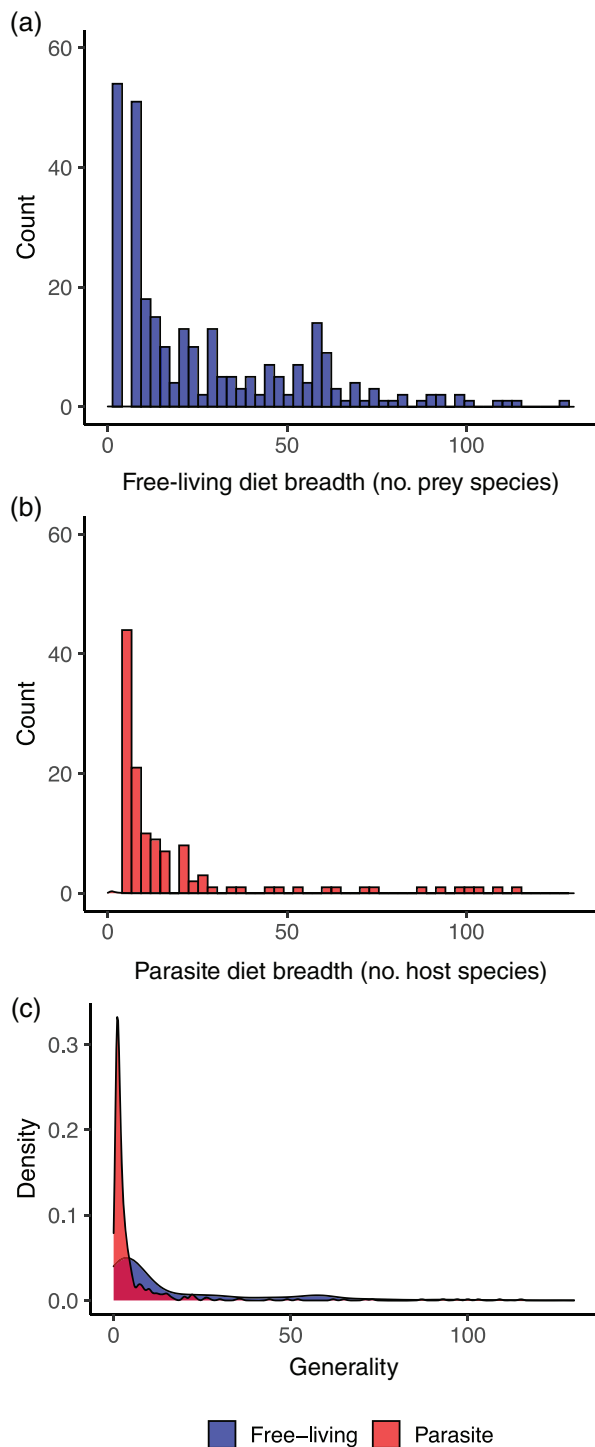 (a)
60
40
20
0
Count
0 50 100
Free-living diet breadth (no. prey species)
(b)
60
40
20
0
Count
0 50 100
Parasite diet breadth (no. host species)
(c)
0.3
0.2
0.1
0.0
Density
0 50 100
Generality
Free−living Parasite